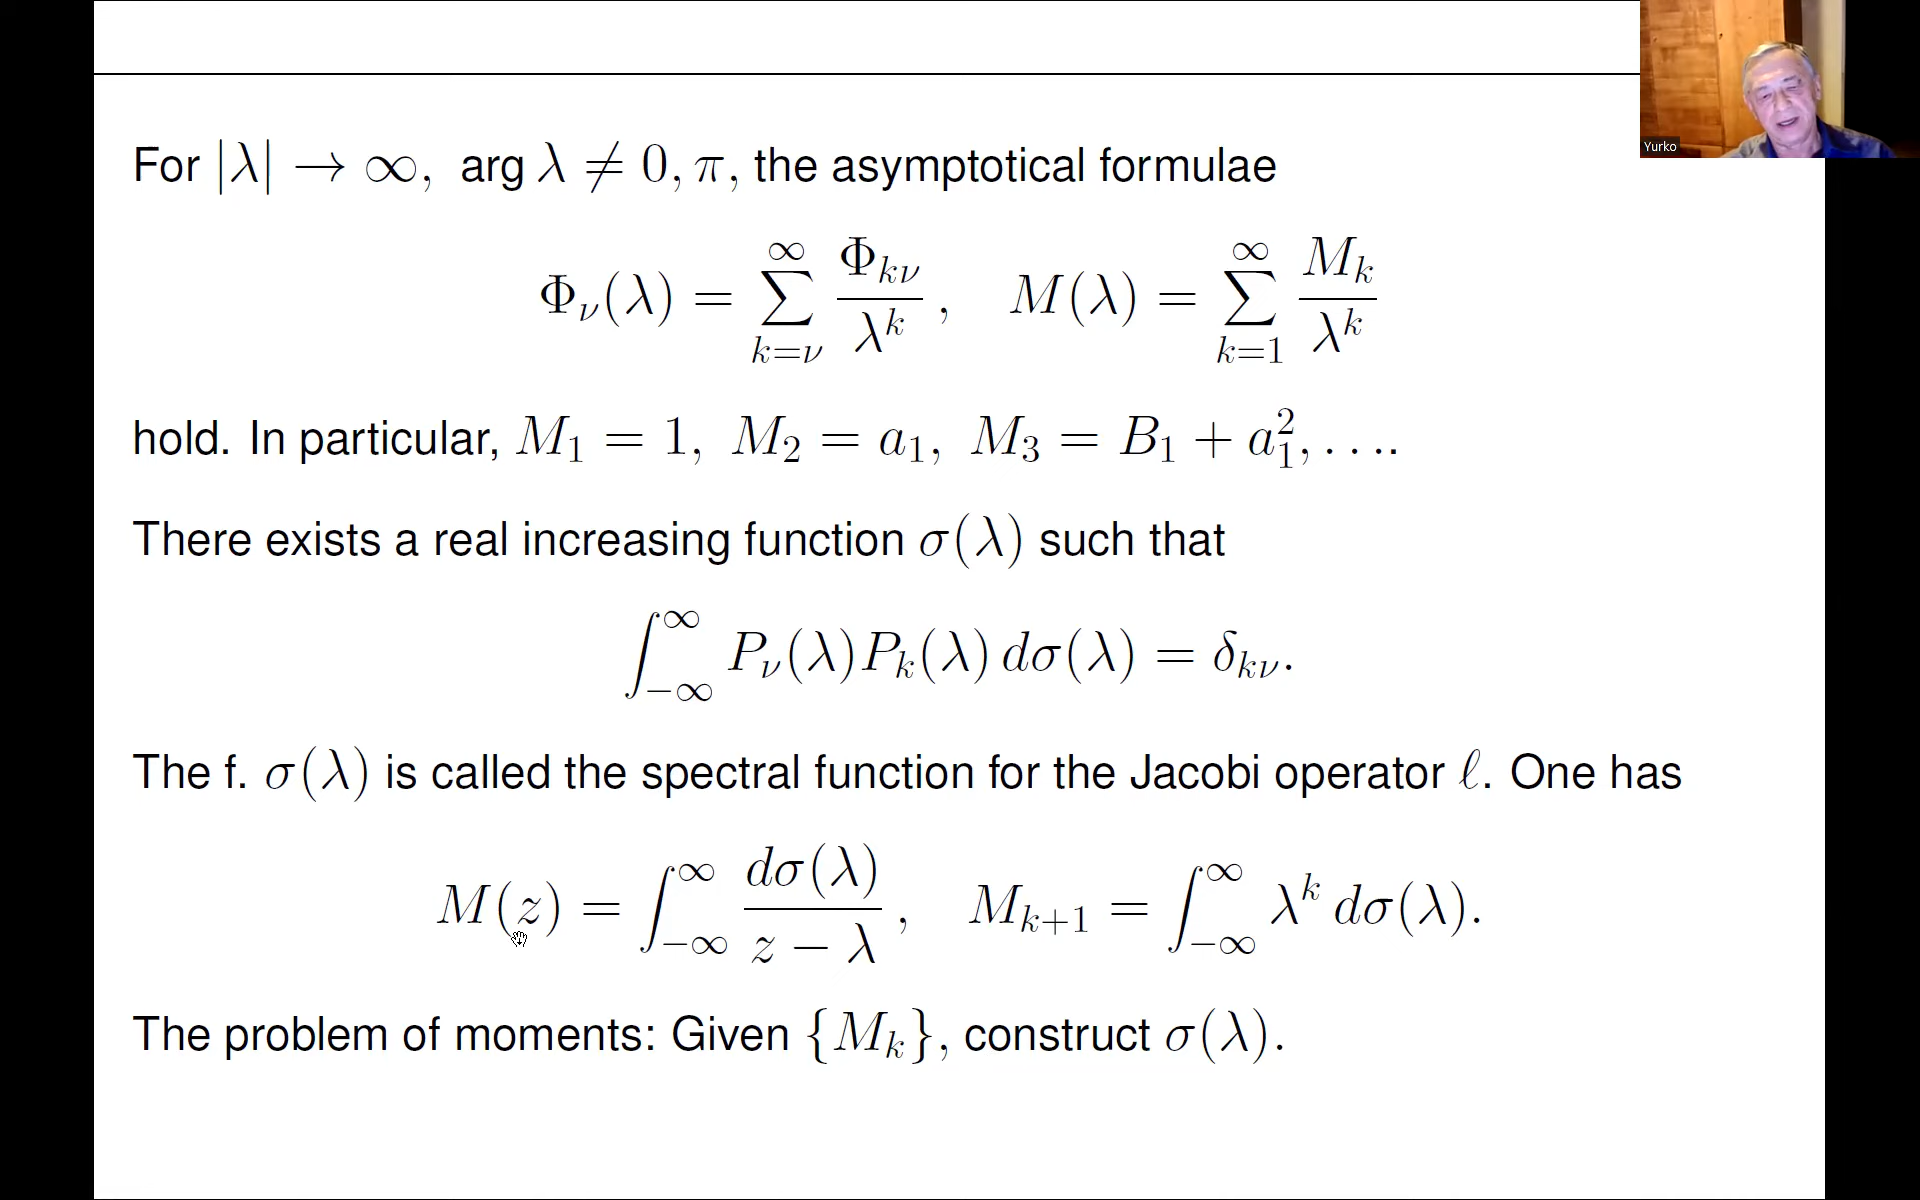 Yurko
For |λ| → ∞, arg λ ≠ 0, π, the asymptotical formulae
Φ_ν(λ) = ∑_{k=ν}^{∞} Φ_{kν}/λ^k , M(λ) = ∑_{k=1}^{∞} M_k/λ^k
hold. In particular, M_1 = 1, M_2 = a_1, M_3 = B_1 + a_1^2, . . . .
There exists a real increasing function σ(λ) such that
∫_{−∞}^{∞} P_ν(λ)P_k(λ) dσ(λ) = δ_{kν}.
The f. σ(λ) is called the spectral function for the Jacobi operator ℓ. One has
M(z) = ∫_{−∞}^{∞} dσ(λ)/(z − λ) , M_{k+1} = ∫_{−∞}^{∞} λ^k dσ(λ).
The problem of moments: Given {M_k}, construct σ(λ).